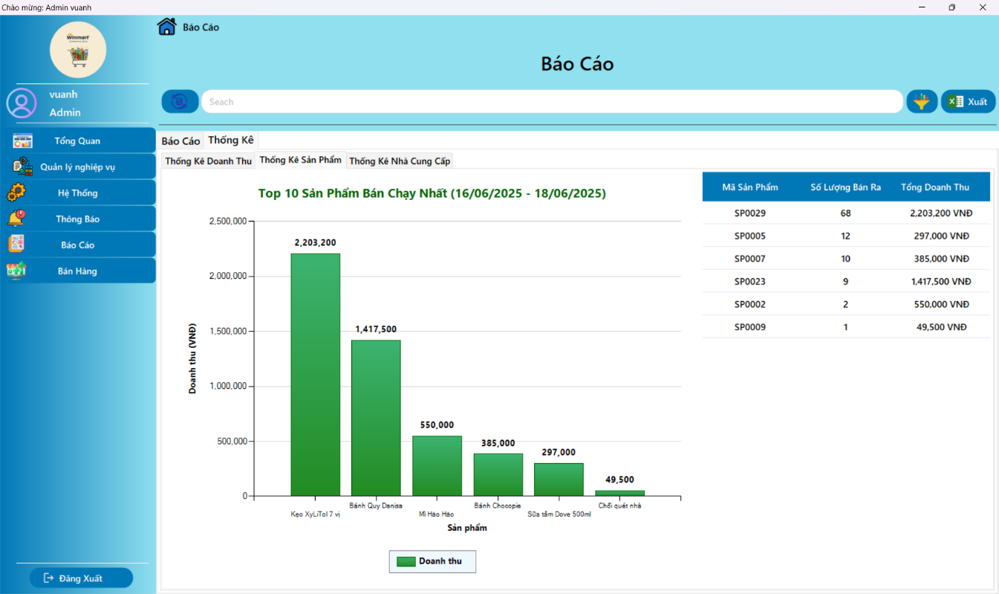 Chào mừng: Admin vuanh
Winmart
vuanh
Admin
Tổng Quan
Quản lý nghiệp vụ
Hệ Thống
Thông Báo
Báo Cáo
Bán Hàng
Đăng Xuất
Báo Cáo
Báo Cáo
Seach
Xuất
Báo Cáo Thống Kê
Thống Kê Doanh Thu Thống Kê Sản Phẩm Thống Kê Nhà Cung Cấp
Top 10 Sản Phẩm Bán Chạy Nhất (16/06/2025 - 18/06/2025)
Doanh thu (VNĐ)
2,500,000
2,000,000
1,500,000
1,000,000
500,000
0
2,203,200
1,417,500
550,000
385,000
297,000
49,500
Kẹo XyLiTol 7 vị
Bánh Quy Danisa
Mì Hảo Hảo
Bánh Chocopie
Sữa tắm Dove 500ml
Chổi quét nhà
Sản phẩm
Doanh thu
Mã Sản Phẩm Số Lượng Bán Ra Tổng Doanh Thu
SP0029 68 2,203,200 VNĐ
SP0005 12 297,000 VNĐ
SP0007 10 385,000 VNĐ
SP0023 9 1,417,500 VNĐ
SP0002 2 550,000 VNĐ
SP0009 1 49,500 VNĐ